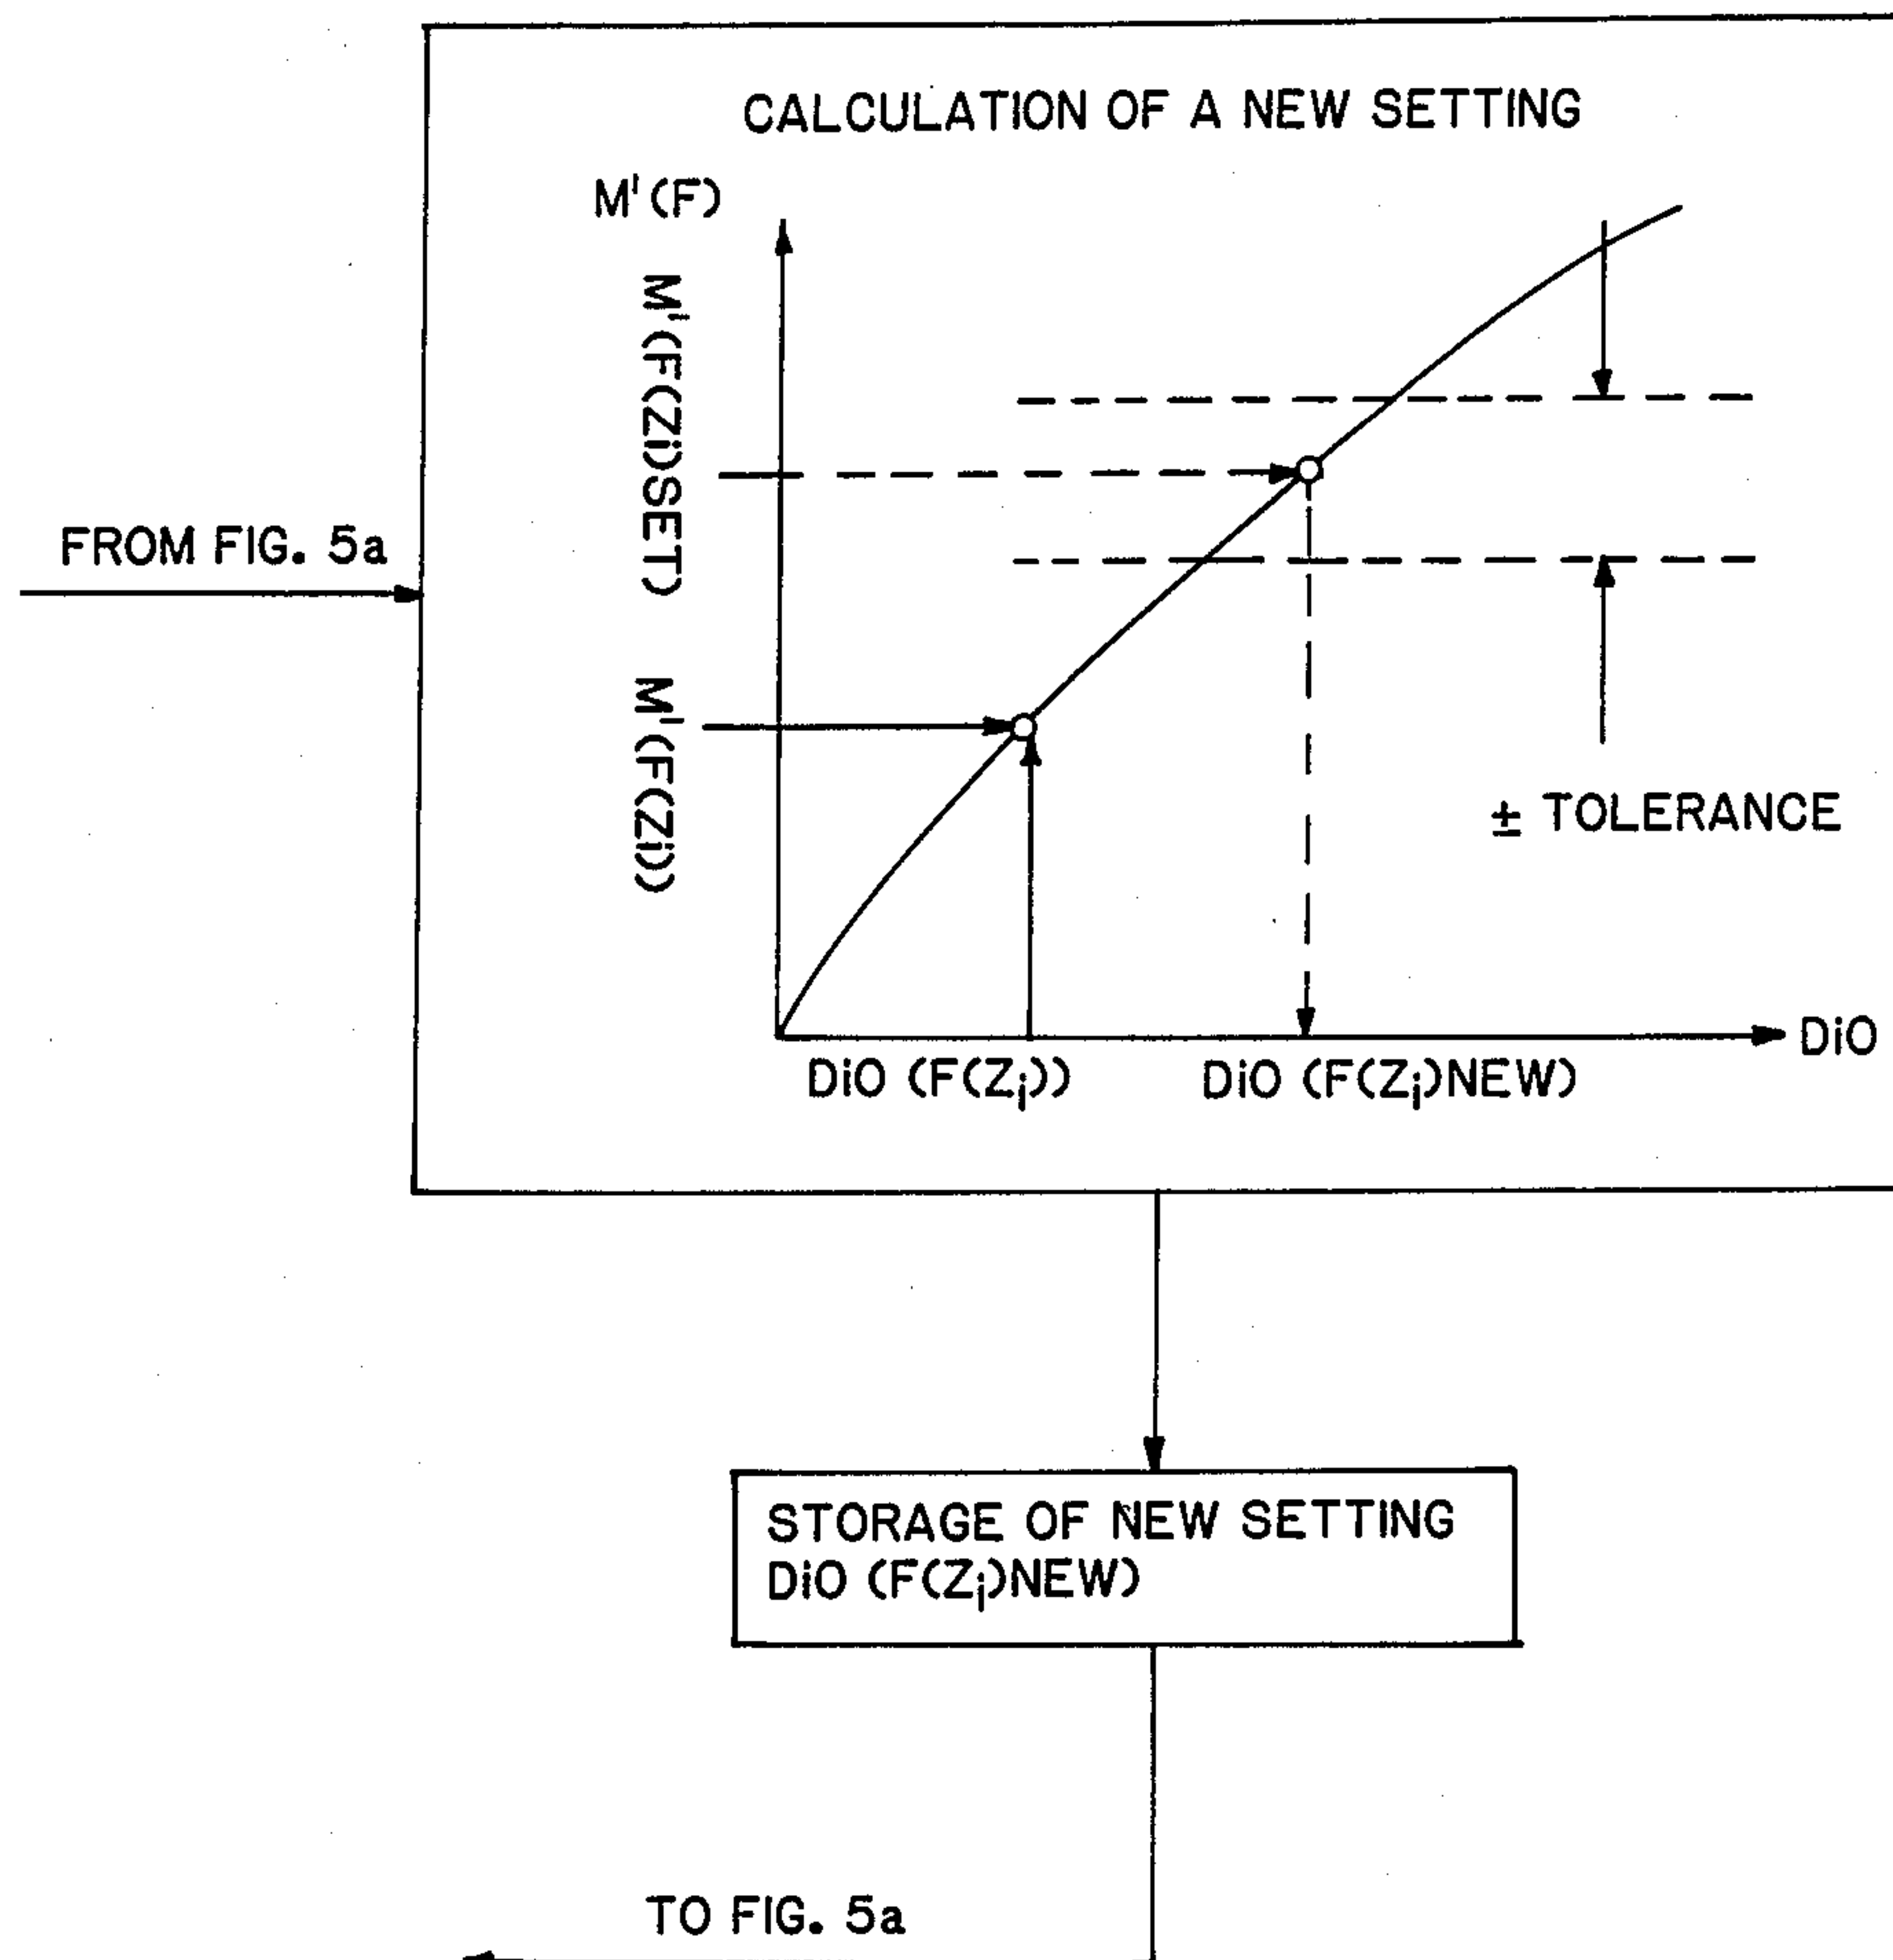 CALCULATION OF A NEW SETTING
M'(F)
M'(F(Zi)SET)
M'(F(Zi))
FROM FIG. 5a
± TOLERANCE
DiO
DiO (F(Zi))
DiO (F(Zi)NEW)
STORAGE OF NEW SETTING
DiO (F(Zi)NEW)
TO FIG. 5a